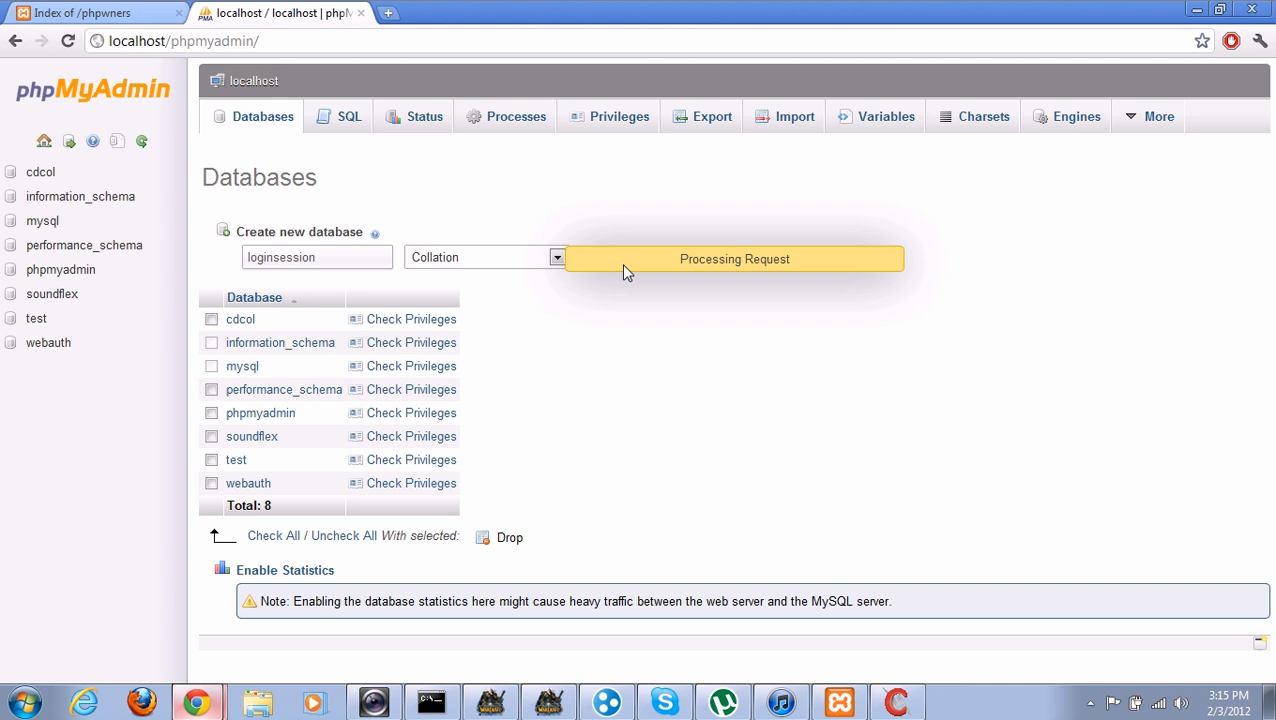 Index of /phpwners
localhost / localhost | phpM
localhost/phpmyadmin/
phpMyAdmin
cdcol
information_schema
mysql
performance_schema
phpmyadmin
soundflex
test
webauth
localhost
Databases
SQL
Status
Processes
Privileges
Export
Import
Variables
Charsets
Engines
More
Databases
Create new database
loginsession
Collation
Processing Request
Database
cdcol Check Privileges
information_schema Check Privileges
mysql Check Privileges
performance_schema Check Privileges
phpmyadmin Check Privileges
soundflex Check Privileges
test Check Privileges
webauth Check Privileges
Total: 8
Check All / Uncheck All With selected: Drop
Enable Statistics
Note: Enabling the database statistics here might cause heavy traffic between the web server and the MySQL server.
3:15 PM
2/3/2012